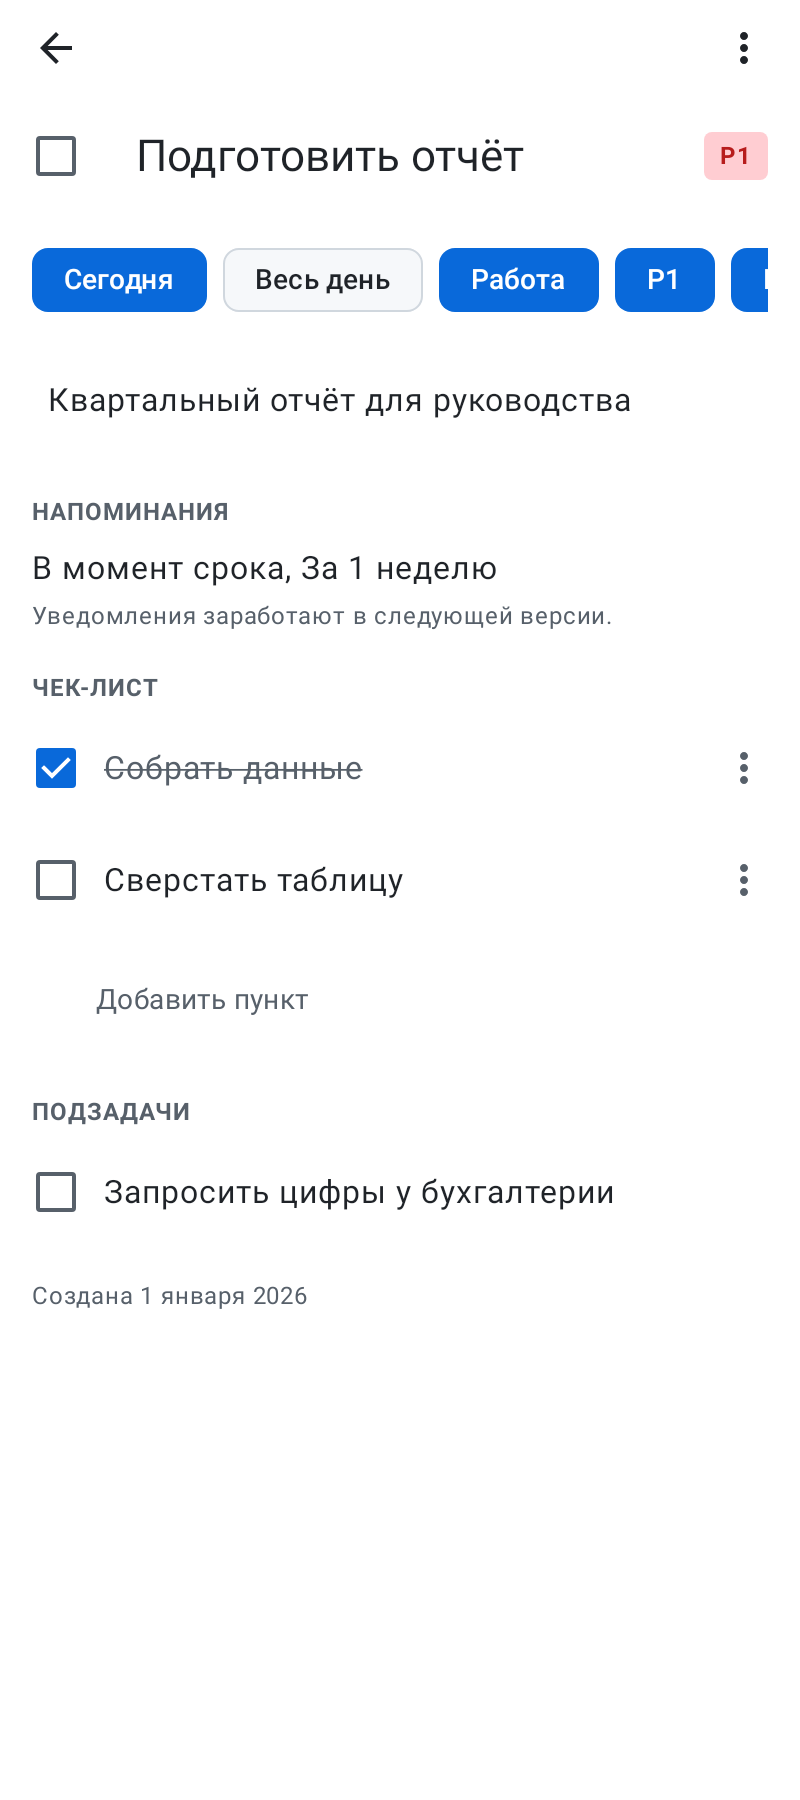 Подготовить отчёт P1
Сегодня Весь день Работа P1
Квартальный отчёт для руководства
НАПОМИНАНИЯ
В момент срока, За 1 неделю
Уведомления заработают в следующей версии.
ЧЕК-ЛИСТ
Собрать данные
Сверстать таблицу
Добавить пункт
ПОДЗАДАЧИ
Запросить цифры у бухгалтерии
Создана 1 января 2026